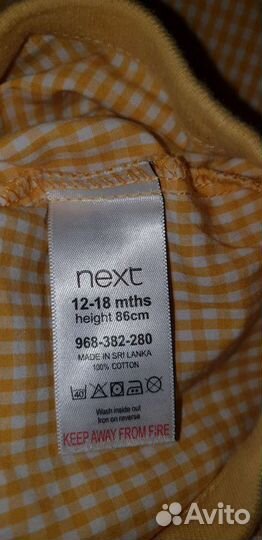 next
12-18 mths
height 86cm
968-382-280
MADE IN SRI LANKA
100% COTTON
40
Wash inside out
Iron on reverse
KEEP AWAY FROM FIRE
Avito